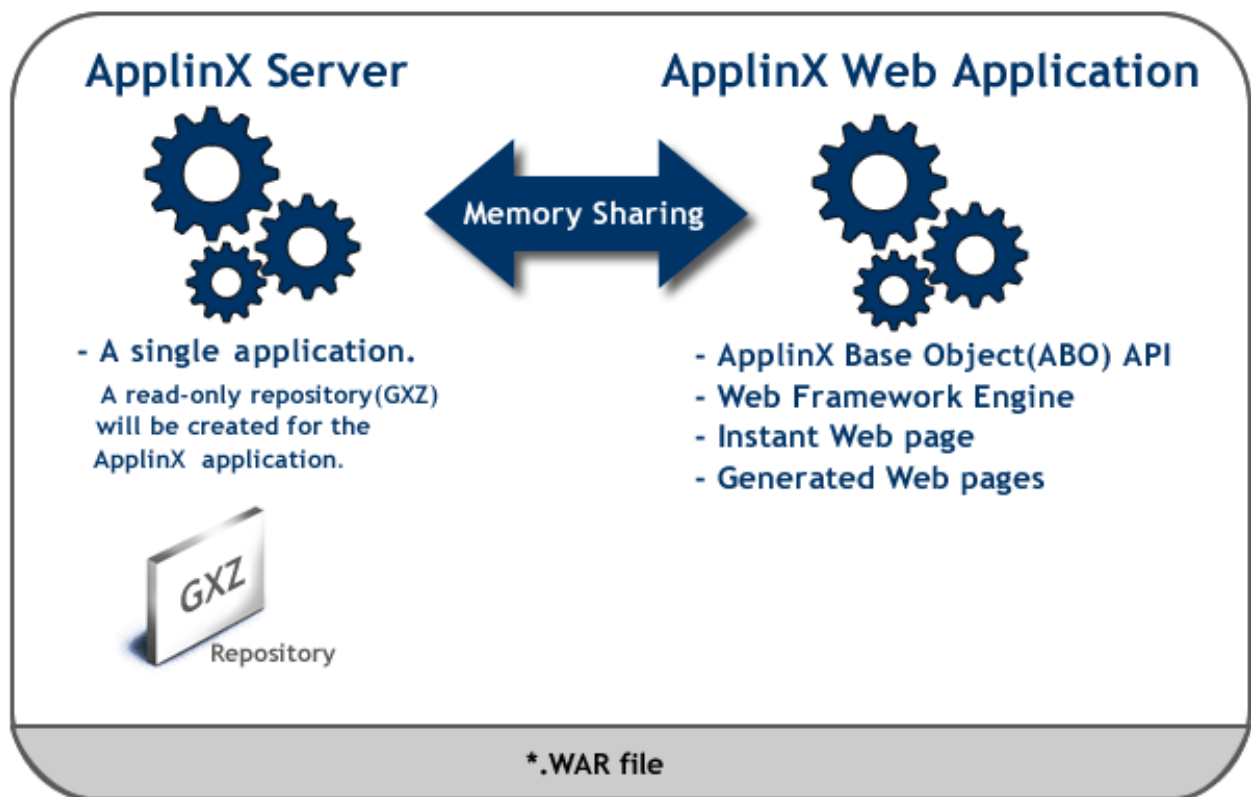 ApplinX Server
ApplinX Web Application
Memory Sharing
- A single application.
A read-only repository(GXZ)
will be created for the
ApplinX application.
- ApplinX Base Object(ABO) API
- Web Framework Engine
- Instant Web page
- Generated Web pages
GXZ
Repository
*.WAR file